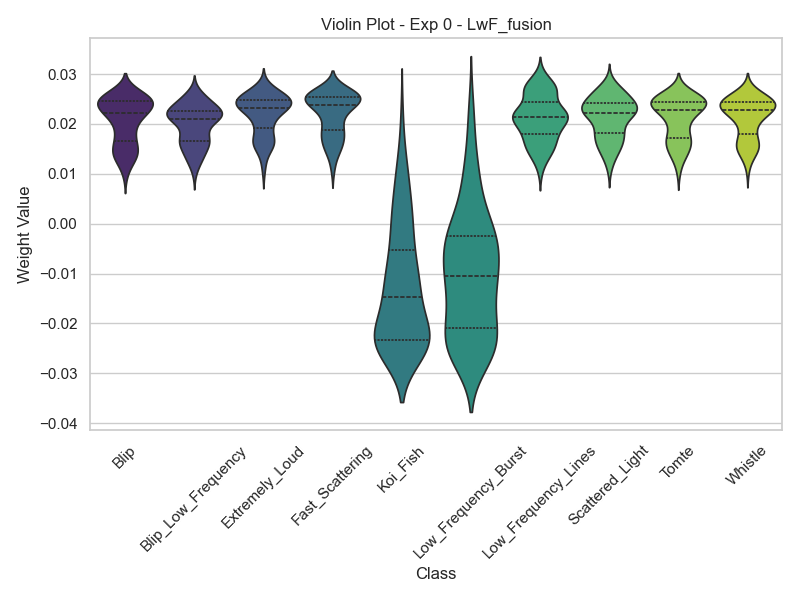 Violin Plot - Exp 0 - LwF_fusion
0.03
0.02
0.01
0.00
−0.01
−0.02
−0.03
−0.04
Weight Value
Blip
Blip_Low_Frequency
Extremely_Loud
Fast_Scattering
Koi_Fish
Low_Frequency_Burst
Low_Frequency_Lines
Scattered_Light
Tomte
Whistle
Class